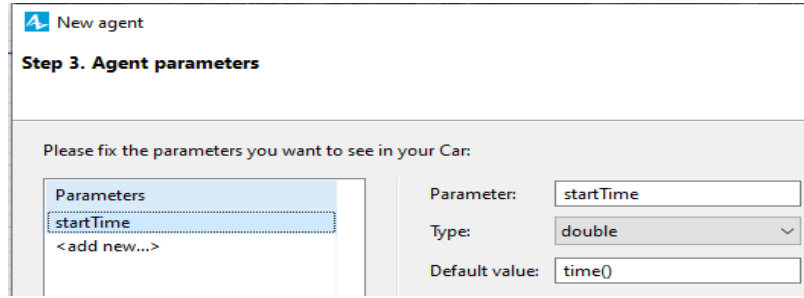 New agent
Step 3. Agent parameters
Please fix the parameters you want to see in your Car:
Parameters
startTime
<add new...>
Parameter: startTime
Type: double
Default value: time()